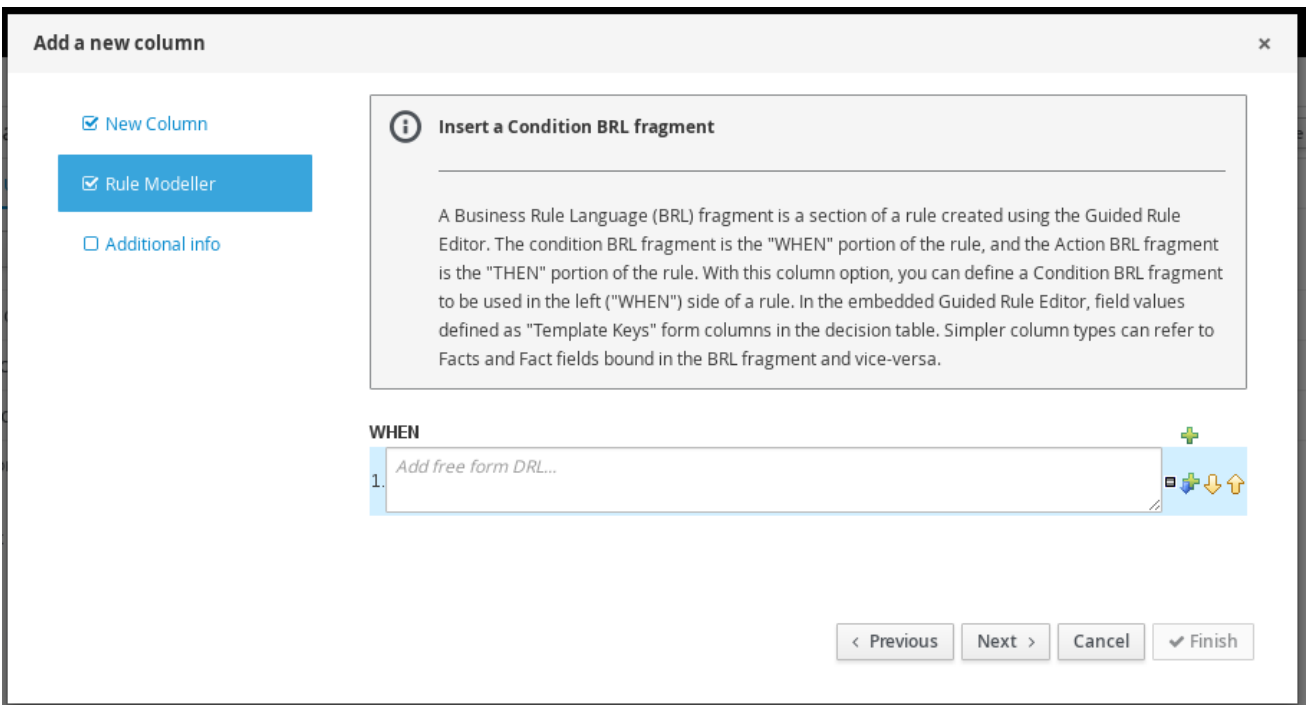 Add a new column
×
New Column
Rule Modeller
Additional info
Insert a Condition BRL fragment
A Business Rule Language (BRL) fragment is a section of a rule created using the Guided Rule
Editor. The condition BRL fragment is the "WHEN" portion of the rule, and the Action BRL fragment
is the "THEN" portion of the rule. With this column option, you can define a Condition BRL fragment
to be used in the left ("WHEN") side of a rule. In the embedded Guided Rule Editor, field values
defined as "Template Keys" form columns in the decision table. Simpler column types can refer to
Facts and Fact fields bound in the BRL fragment and vice-versa.
WHEN
1. Add free form DRL...
< Previous Next > Cancel Finish